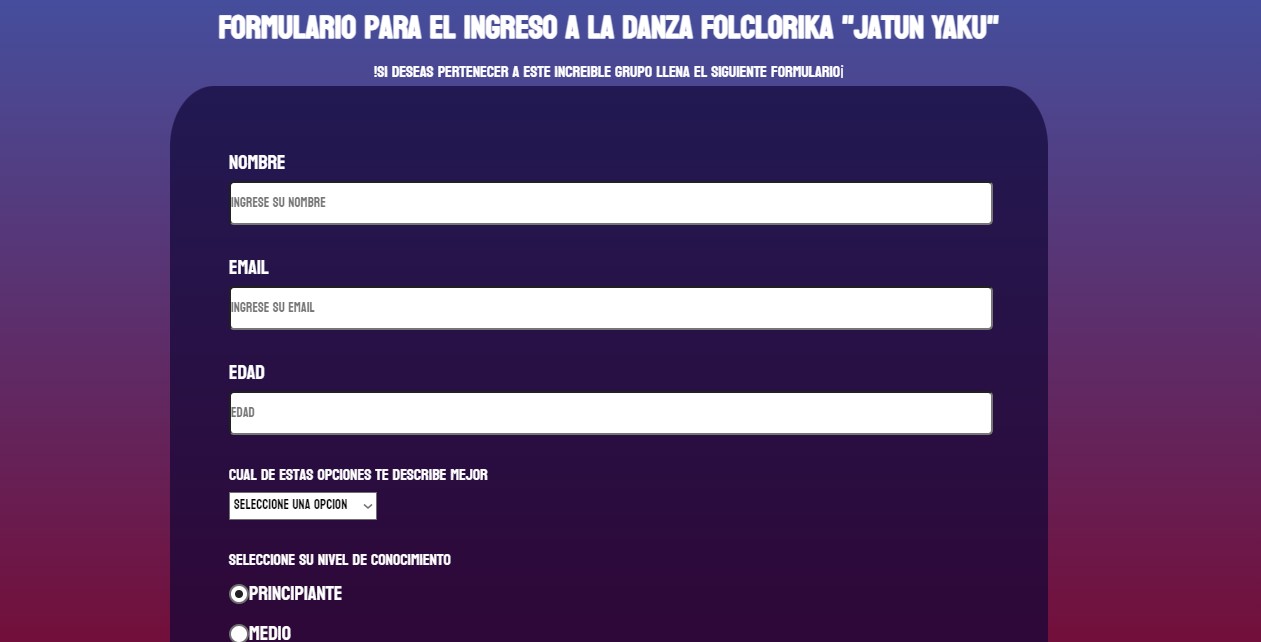 FORMULARIO PARA EL INGRESO A LA DANZA FOLCLORIKA "JATUN YAKU"
!SI DESEAS PERTENECER A ESTE INCREIBLE GRUPO LLENA EL SIGUIENTE FORMULARIO¡
NOMBRE
INGRESE SU NOMBRE
EMAIL
INGRESE SU EMAIL
EDAD
EDAD
CUAL DE ESTAS OPCIONES TE DESCRIBE MEJOR
SELECCIONE UNA OPCION
SELECCIONE SU NIVEL DE CONOCIMIENTO
PRINCIPIANTE
MEDIO